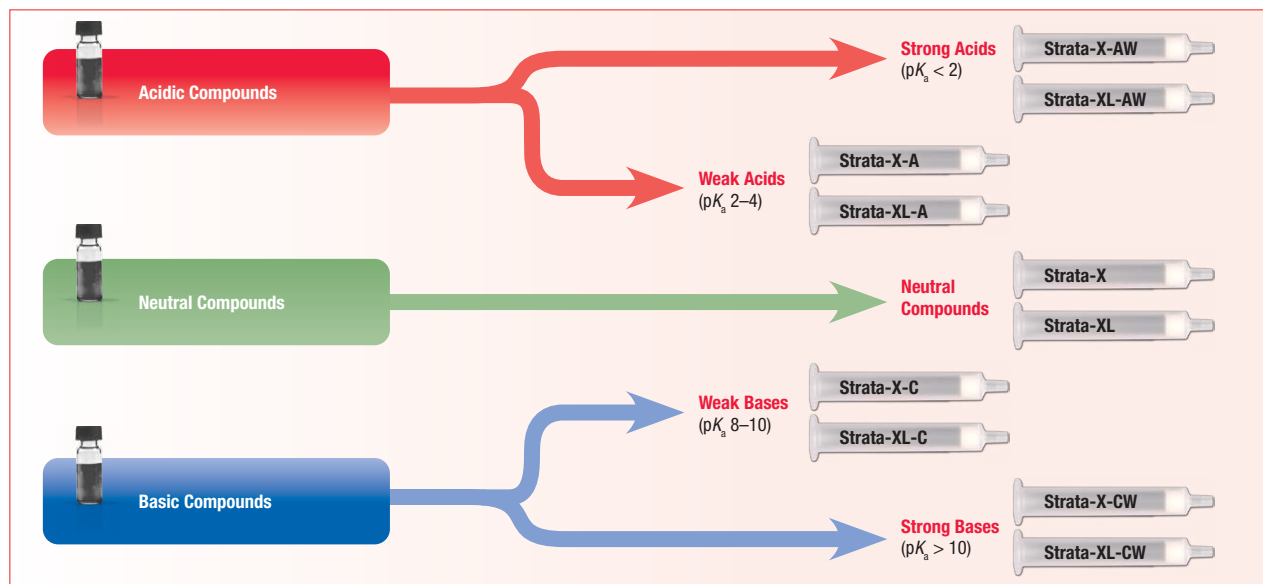 Acidic Compounds
Strong Acids
(pKa < 2)
Strata-X-AW
Strata-XL-AW
Weak Acids
(pKa 2–4)
Strata-X-A
Strata-XL-A
Neutral Compounds
Neutral
Compounds
Strata-X
Strata-XL
Basic Compounds
Weak Bases
(pKa 8–10)
Strata-X-C
Strata-XL-C
Strong Bases
(pKa > 10)
Strata-X-CW
Strata-XL-CW